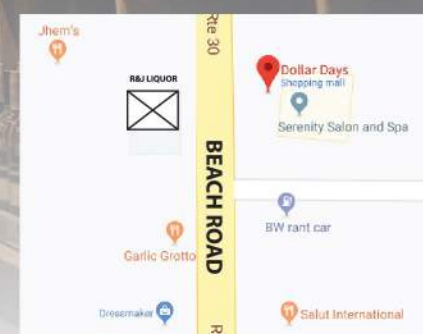 Jhem's
Rte 30
R&J LIQUOR
Dollar Days
Shopping mall
Serenity Salon and Spa
BEACH ROAD
BW rant car
Garlic Grotto
Dressmaker
Salut International
R